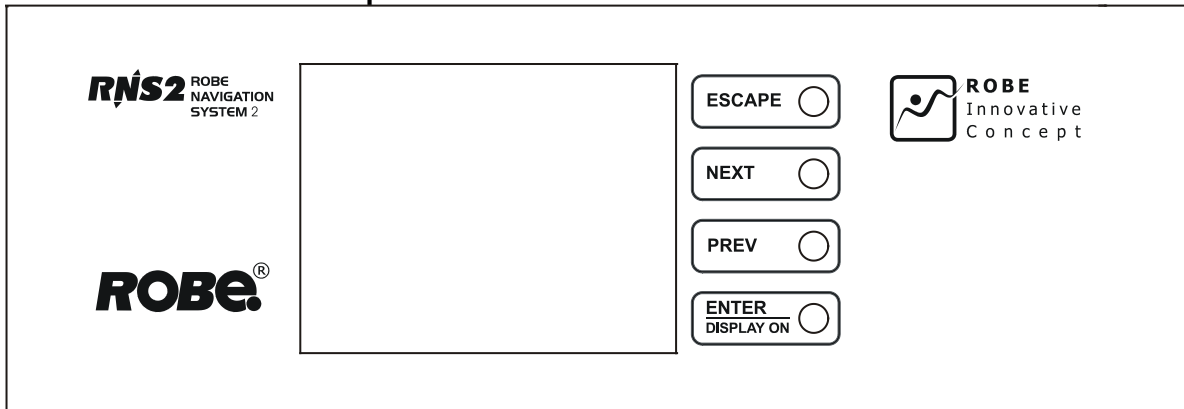 RNS2 ROBE
NAVIGATION
SYSTEM 2
ROBE®
ESCAPE
NEXT
PREV
ENTER
DISPLAY ON
ROBE
Innovative
Concept